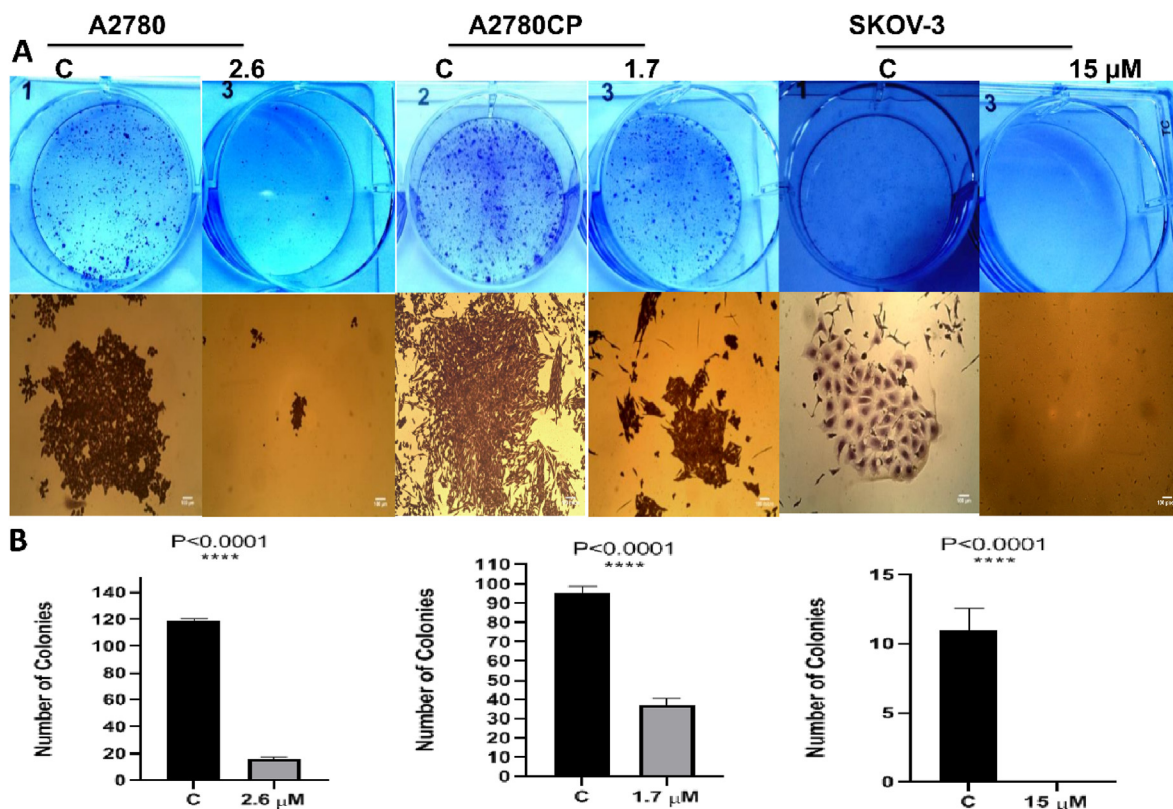 A2780
A2780CP
SKOV-3
A
C
2.6
C
1.7
C
15 μM
1
3
2
3
1
3
100 μm
B
P<0.0001
****
Number of Colonies
140
120
100
80
60
40
20
0
C
2.6 μM
P<0.0001
****
Number of Colonies
110
100
90
80
70
60
50
40
30
20
10
0
C
1.7 μM
P<0.0001
****
Number of Colonies
15
10
5
0
C
15 μM